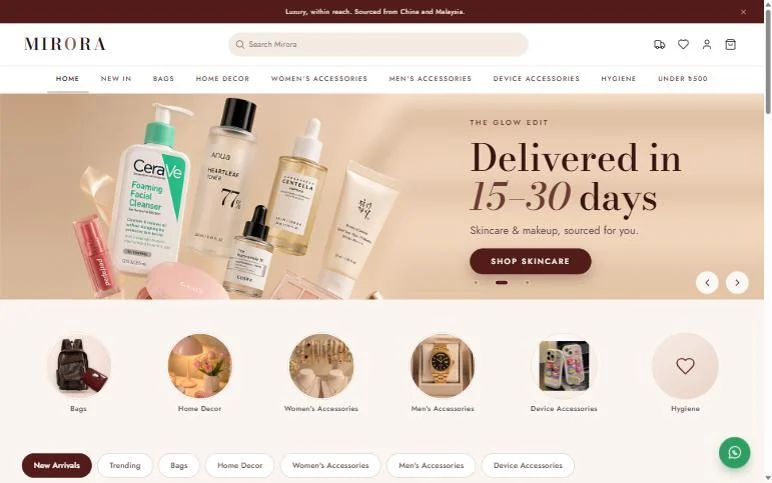 Luxury, within reach. Sourced from China and Malaysia.
MIRORA
Search Mirora
HOME NEW IN BAGS HOME DECOR WOMEN'S ACCESSORIES MEN'S ACCESSORIES DEVICE ACCESSORIES HYGIENE UNDER ৳500
THE GLOW EDIT
Delivered in
15–30 days
Skincare & makeup, sourced for you.
SHOP SKINCARE
CeraVe
Foaming
Facial
Cleanser
Anua
HEARTLEAF
TONER
77
CENTELLA
COSRX
peripera
Bags Home Decor Women's Accessories Men's Accessories Device Accessories Hygiene
New Arrivals Trending Bags Home Decor Women's Accessories Men's Accessories Device Accessories